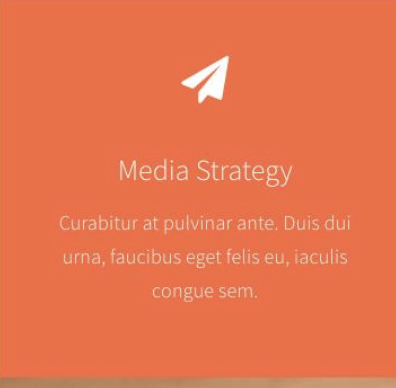 Media Strategy
Curabitur at pulvinar ante. Duis dui
urna, faucibus eget felis eu, iaculis
congue sem.